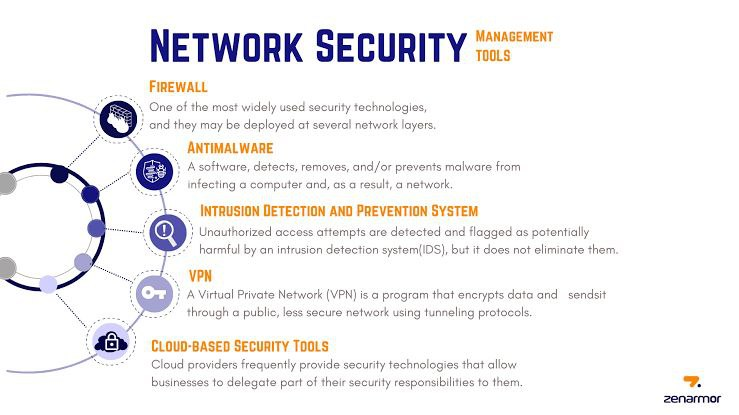 NETWORK SECURITY MANAGEMENT TOOLS
FIREWALL
One of the most widely used security technologies,
and they may be deployed at several network layers.
ANTIMALWARE
A software, detects, removes, and/or prevents malware from
infecting a computer and, as a result, a network.
INTRUSION DETECTION AND PREVENTION SYSTEM
Unauthorized access attempts are detected and flagged as potentially
harmful by an intrusion detection system(IDS), but it does not eliminate them.
VPN
A Virtual Private Network (VPN) is a program that encrypts data and sendsit
through a public, less secure network using tunneling protocols.
CLOUD-BASED SECURITY TOOLS
Cloud providers frequently provide security technologies that allow
businesses to delegate part of their security responsibilities to them.
zenarmor